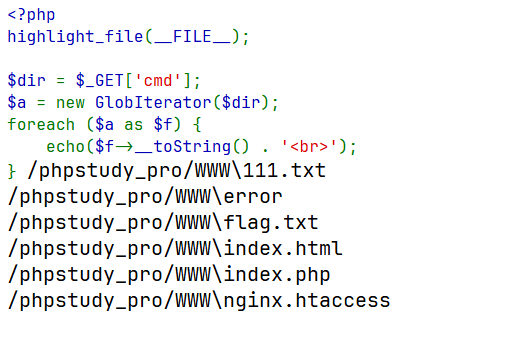 <?php
highlight_file(__FILE__);
$dir = $_GET['cmd'];
$a = new GlobIterator($dir);
foreach ($a as $f) {
    echo($f->__toString() . '<br>');
} /phpstudy_pro/WWW\111.txt
/phpstudy_pro/WWW\error
/phpstudy_pro/WWW\flag.txt
/phpstudy_pro/WWW\index.html
/phpstudy_pro/WWW\index.php
/phpstudy_pro/WWW\nginx.htaccess